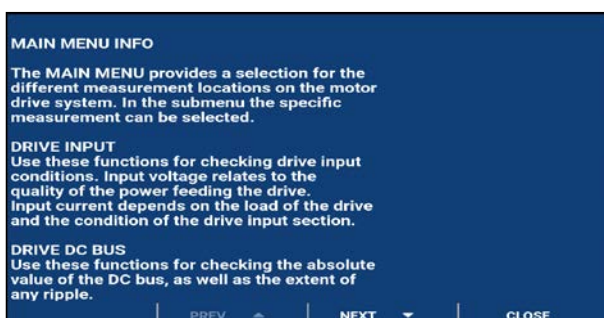 MAIN MENU INFO
The MAIN MENU provides a selection for the
different measurement locations on the motor
drive system. In the submenu the specific
measurement can be selected.
DRIVE INPUT
Use these functions for checking drive input
conditions. Input voltage relates to the
quality of the power feeding the drive.
Input current depends on the load of the drive
and the condition of the drive input section.
DRIVE DC BUS
Use these functions for checking the absolute
value of the DC bus, as well as the extent of
any ripple.
PREV NEXT CLOSE